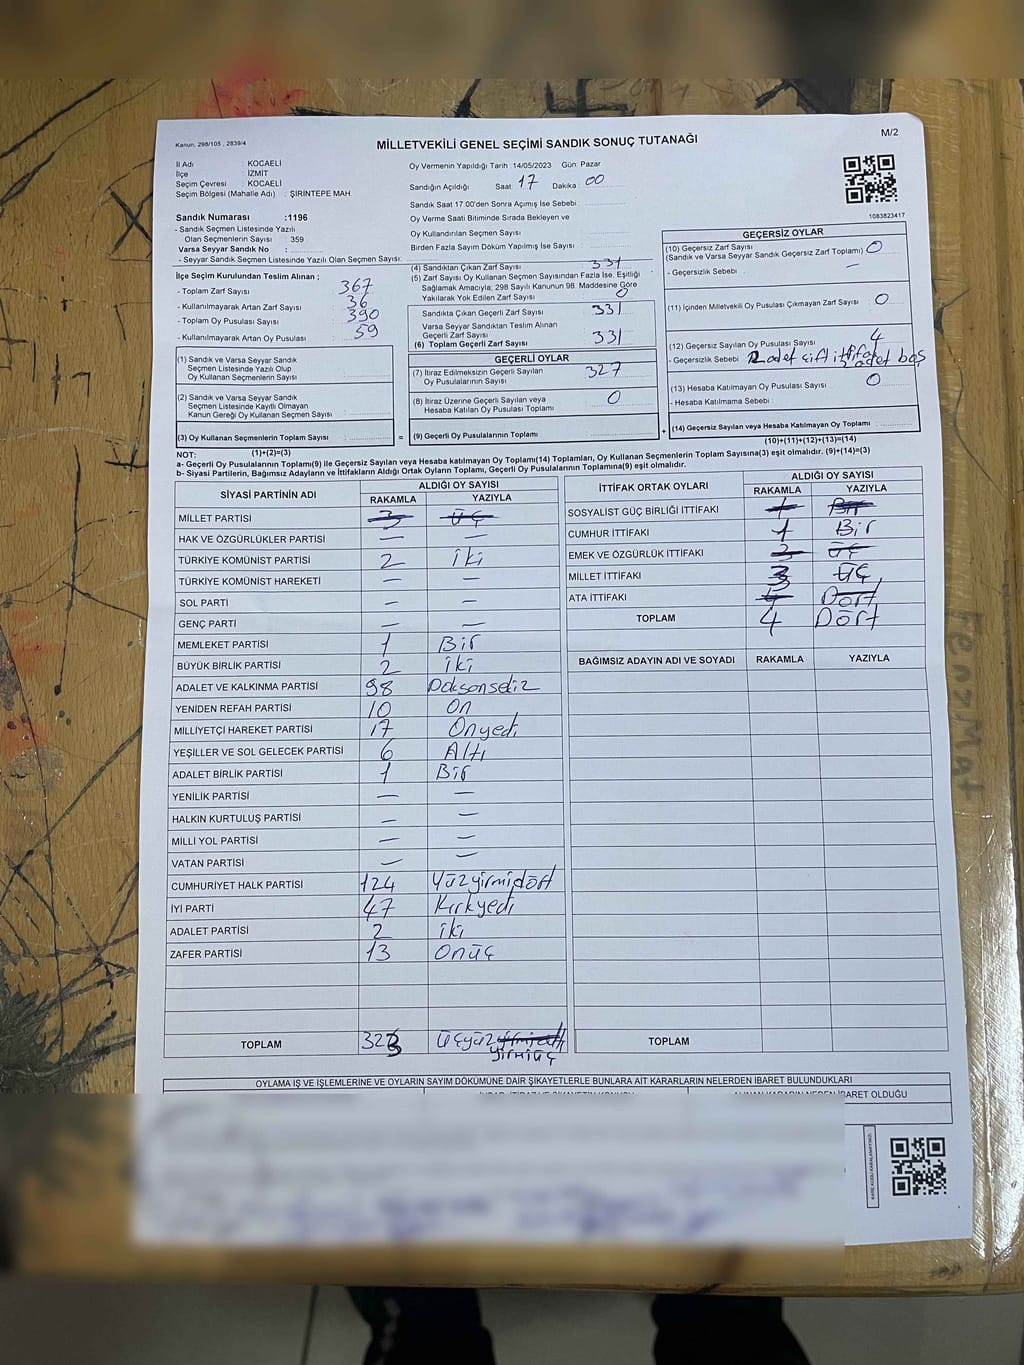 Kanun, 298/105 , 2839/4
MİLLETVEKİLİ GENEL SEÇİMİ SANDIK SONUÇ TUTANAĞI
M/2
İl Adı : KOCAELİ
İlçe : İZMİT
Seçim Çevresi : KOCAELİ
Seçim Bölgesi (Mahalle Adı) : ŞİRİNTEPE MAH.
Sandık Numarası :1196
- Sandık Seçmen Listesinde Yazılı
Olan Seçmenlerin Sayısı : 359
Varsa Seyyar Sandık No :
- Seyyar Sandık Seçmen Listesinde Yazılı Olan Seçmen Sayısı:
Oy Vermenin Yapıldığı Tarih :14/05/2023 Gün: Pazar
Sandığın Açıldığı Saat: 17 Dakika 00
Sandık Saat 17.00'den Sonra Açımış İse Sebebi :
Oy Verme Saati Bitiminde Sırada Bekleyen ve
Oy Kullandırılan Seçmen Sayısı :
Birden Fazla Sayım Döküm Yapılmış İse Sayısı :
1083823417
İlçe Seçim Kurulundan Teslim Alınan ;
- Toplam Zarf Sayısı : 367
- Kullanılmayarak Artan Zarf Sayısı : 36
- Toplam Oy Pusulası Sayısı : 390
- Kullanılmayarak Artan Oy Pusulası : 59
(1) Sandık ve Varsa Seyyar Sandık
Seçmen Listesinde Yazılı Olup
Oy Kullanan Seçmenlerin Sayısı :
(2) Sandık ve Varsa Seyyar Sandık
Seçmen Listesinde Kayıtlı Olmayan
Kanun Gereği Oy Kullanan Seçmen Sayısı :
(3) Oy Kullanan Seçmenlerin Toplam Sayısı : =
(4) Sandıktan Çıkan Zarf Sayısı : 331
(5) Zarf Sayısı Oy Kullanan Seçmen Sayısından Fazla İse, Eşitliği
Sağlamak Amacıyla; 298 Sayılı Kanunun 98. Maddesine Göre
Yakılarak Yok Edilen Zarf Sayısı : 0
Sandıkta Çıkan Geçerli Zarf Sayısı : 331
Varsa Seyyar Sandıktan Teslim Alınan
Geçerli Zarf Sayısı :
(6) Toplam Geçerli Zarf Sayısı : 331
GEÇERLİ OYLAR
(7) İtiraz Edilmeksizin Geçerli Sayılan
Oy Pusulalarının Sayısı : 327
(8) İtiraz Üzerine Geçerli Sayılan veya
Hesaba Katılan Oy Pusulası Toplamı : 0
(9) Geçerli Oy Pusulalarının Toplamı : +
GEÇERSİZ OYLAR
(10) Geçersiz Zarf Sayısı
(Sandık ve Varsa Seyyar Sandık Geçersiz Zarf Toplamı) 0
- Geçersizlik Sebebi : —
(11) İçinden Milletvekili Oy Pusulası Çıkmayan Zarf Sayısı : 0
(12) Geçersiz Sayılan Oy Pusulası Sayısı : 4
- Geçersizlik Sebebi : 2 adet çift ittifak 2 adet boş
(13) Hesaba Katılmayan Oy Pusulası Sayısı : 0
- Hesaba Katılmama Sebebi :
(14) Geçersiz Sayılan veya Hesaba Katılmayan Oy Toplamı :
NOT: (1)+(2)=(3) (10)+(11)+(12)+(13)=(14)
a- Geçerli Oy Pusulalarının Toplamı(9) ile Geçersiz Sayılan veya Hesaba katılmayan Oy Toplamı(14) Toplamları, Oy Kullanan Seçmenlerin Toplam Sayısına(3) eşit olmalıdır. (9)+(14)=(3)
b- Siyasi Partilerin, Bağımsız Adayların ve İttifakların Aldığı Ortak Oyların Toplamı, Geçerli Oy Pusulalarının Toplamına(9) eşit olmalıdır.
SİYASİ PARTİNİN ADI ALDIĞI OY SAYISI
RAKAMLA YAZIYLA
MİLLET PARTİSİ 3 Üç
HAK VE ÖZGÜRLÜKLER PARTİSİ — —
TÜRKİYE KOMÜNİST PARTİSİ 2 İki
TÜRKİYE KOMÜNİST HAREKETİ — —
SOL PARTİ — —
GENÇ PARTİ — —
MEMLEKET PARTİSİ 1 Bir
BÜYÜK BİRLİK PARTİSİ 2 İki
ADALET VE KALKINMA PARTİSİ 98 Doksansekiz
YENİDEN REFAH PARTİSİ 10 On
MİLLİYETÇİ HAREKET PARTİSİ 17 Onyedi
YEŞİLLER VE SOL GELECEK PARTİSİ 6 Altı
ADALET BİRLİK PARTİSİ 1 Bir
YENİLİK PARTİSİ — —
HALKIN KURTULUŞ PARTİSİ — —
MİLLİ YOL PARTİSİ — —
VATAN PARTİSİ — —
CUMHURİYET HALK PARTİSİ 124 Yüzyirmidört
İYİ PARTİ 47 Kırkyedi
ADALET PARTİSİ 2 İki
ZAFER PARTİSİ 13 Onüç
TOPLAM 323 Üçyüz
yirmiüç
İTTİFAK ORTAK OYLARI ALDIĞI OY SAYISI
RAKAMLA YAZIYLA
SOSYALİST GÜÇ BİRLİĞİ İTTİFAKI 1 Bir
CUMHUR İTTİFAKI 1 Bir
EMEK VE ÖZGÜRLÜK İTTİFAKI 3 Üç
MİLLET İTTİFAKI 3 Üç
ATA İTTİFAKI Dört
TOPLAM 4 Dört
BAĞIMSIZ ADAYIN ADI VE SOYADI RAKAMLA YAZIYLA
TOPLAM
OYLAMA İŞ VE İŞLEMLERİNE VE OYLARIN SAYIM DÖKÜMÜNE DAİR ŞİKAYETLERLE BUNLARA AİT KARARLARIN NELERDEN İBARET BULUNDUKLARI